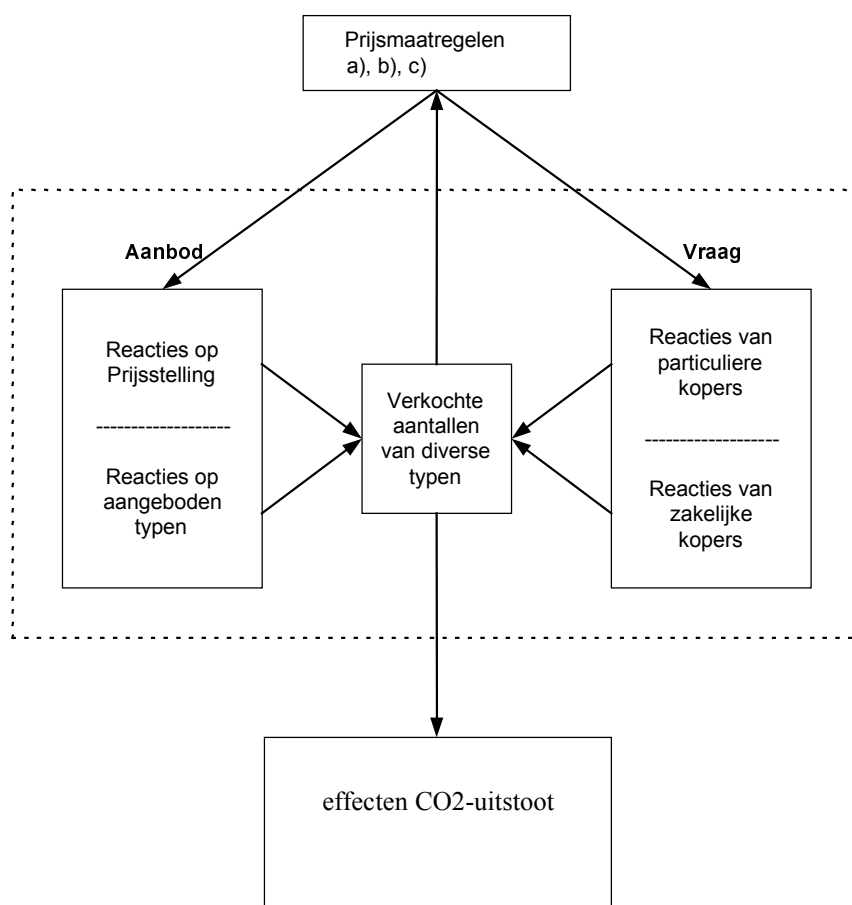 Prijsmaatregelen
a), b), c)
Aanbod
Vraag
Reacties op
Prijsstelling
--------------------
Reacties op
aangeboden
typen
Verkochte
aantallen
van diverse
typen
Reacties van
particuliere
kopers
--------------------
Reacties van
zakelijke
kopers
effecten CO2-uitstoot